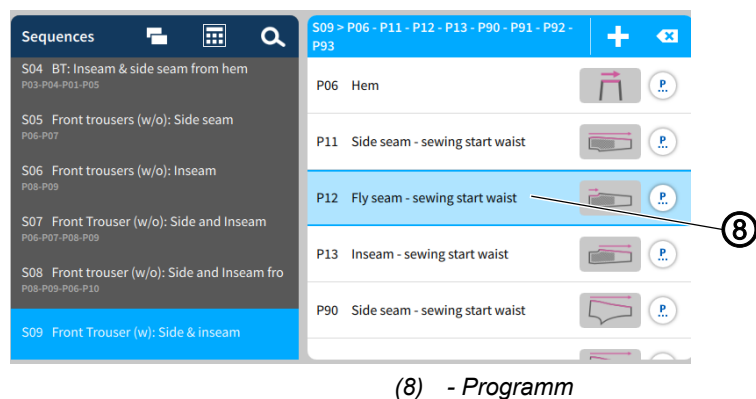 Sequences
S04 BT: Inseam & side seam from hem
P03-P04-P01-P05
S05 Front trousers (w/o): Side seam
P06-P07
S06 Front trousers (w/o): Inseam
P08-P09
S07 Front Trouser (w/o): Side and Inseam
P06-P07-P08-P09
S08 Front trouser (w/o): Side and Inseam fro
P08-P09-P06-P10
S09 Front Trouser (w): Side & inseam
S09 > P06 - P11 - P12 - P13 - P90 - P91 - P92 -
P93
P06 Hem P...
P11 Side seam - sewing start waist P...
P12 Fly seam - sewing start waist P...
P13 Inseam - sewing start waist P...
P90 Side seam - sewing start waist P...
8
(8) - Programm